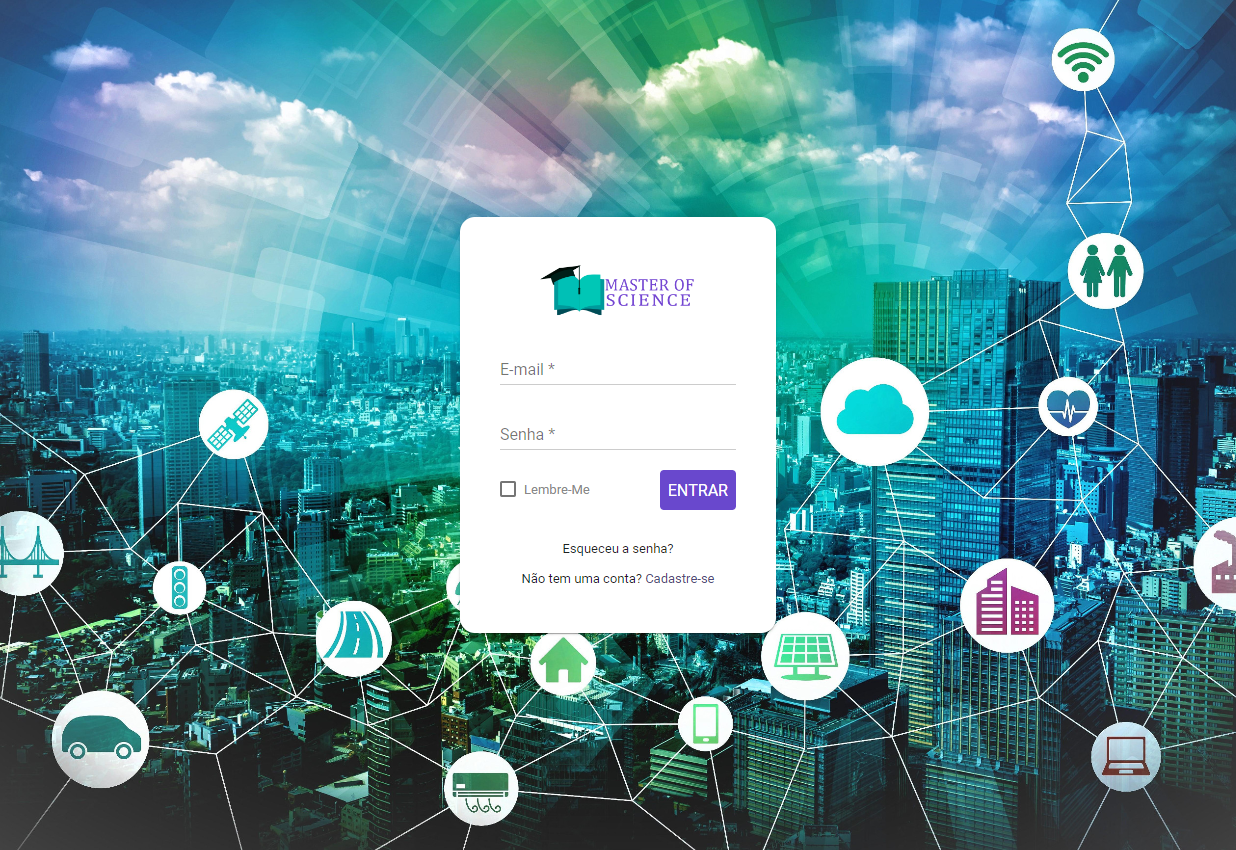 MASTER OF
SCIENCE
E-mail *
Senha *
Lembre-Me
ENTRAR
Esqueceu a senha?
Não tem uma conta? Cadastre-se